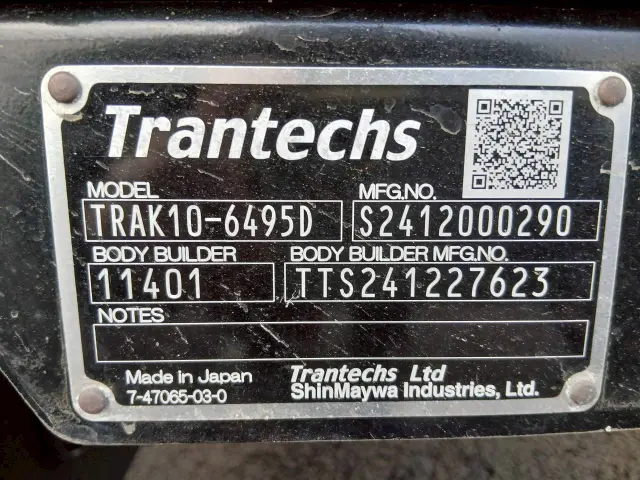 Trantechs
MODEL MFG.NO.
TRAK10-6495D S2412000290
BODY BUILDER BODY BUILDER MFG.NO.
11401 TTS241227623
NOTES
Made in Japan Trantechs Ltd
7-47065-03-0 ShinMaywa Industries, Ltd.